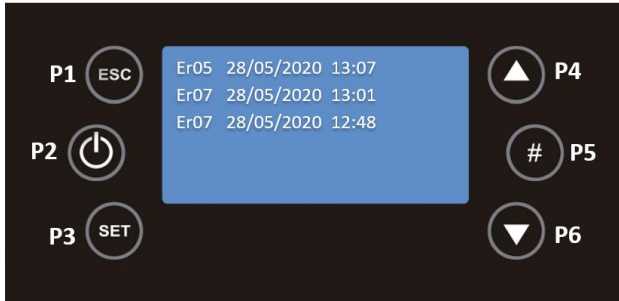 P1 ESC
P2
P3 SET
Er05 28/05/2020 13:07
Er07 28/05/2020 13:01
Er07 28/05/2020 12:48
P4
# P5
P6